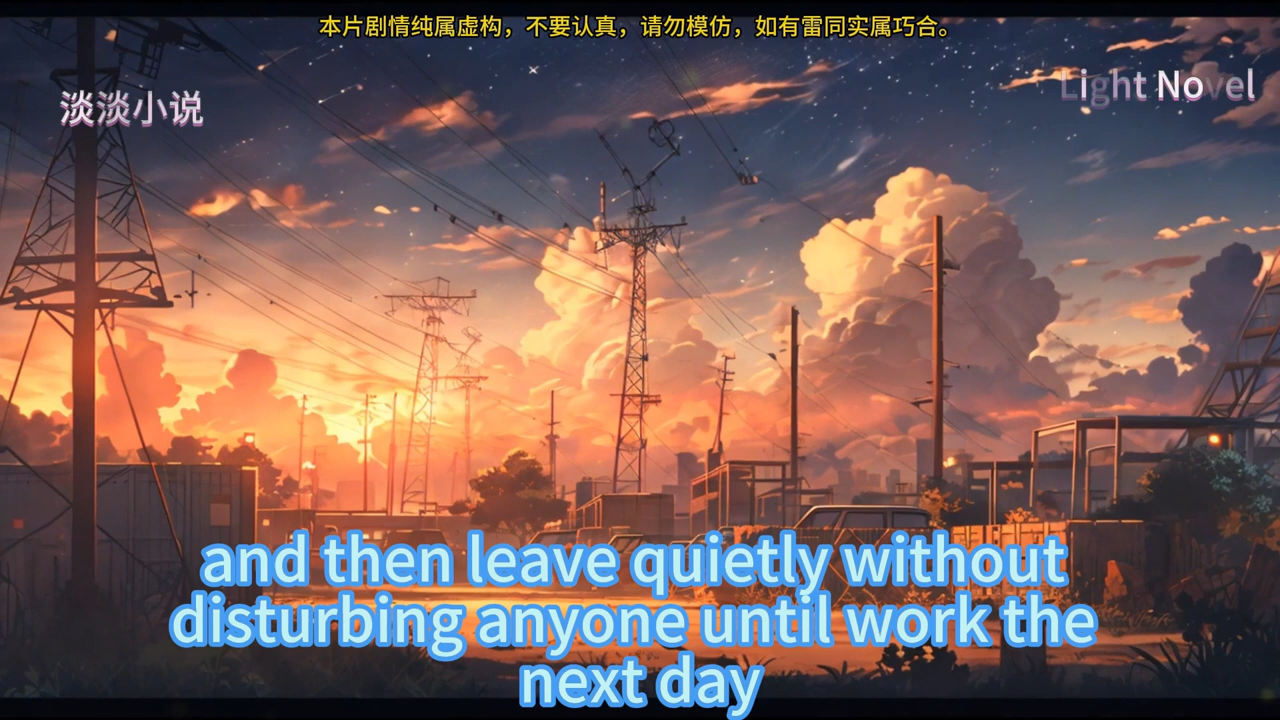 本片剧情纯属虚构，不要认真，请勿模仿，如有雷同实属巧合。
淡淡小说
Light Novel
and then leave quietly without
disturbing anyone until work the
next day